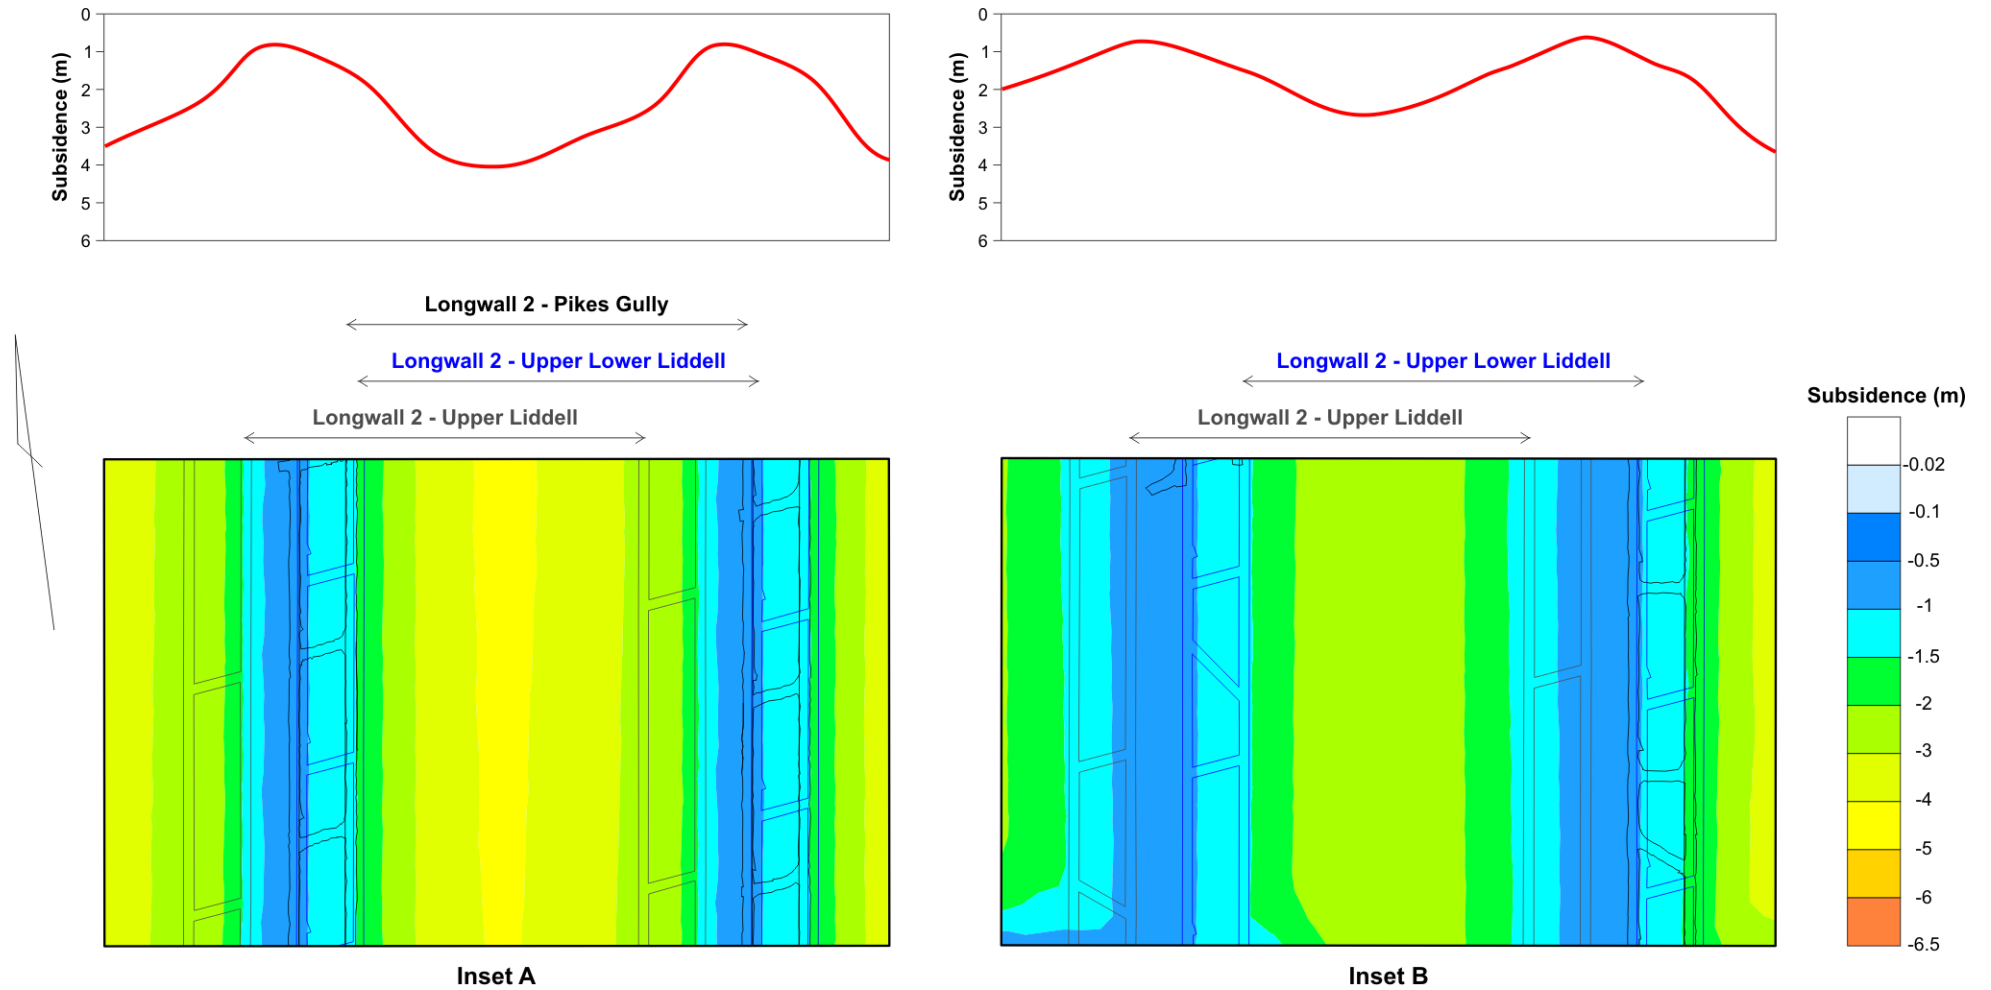 0
1
2
3
4
5
6
Subsidence (m)
0
1
2
3
4
5
6
Subsidence (m)
Longwall 2 - Pikes Gully
Longwall 2 - Upper Lower Liddell
Longwall 2 - Upper Liddell
Longwall 2 - Upper Lower Liddell
Longwall 2 - Upper Liddell
Subsidence (m)
-0.02
-0.1
-0.5
-1
-1.5
-2
-3
-4
-5
-6
-6.5
Inset A
Inset B